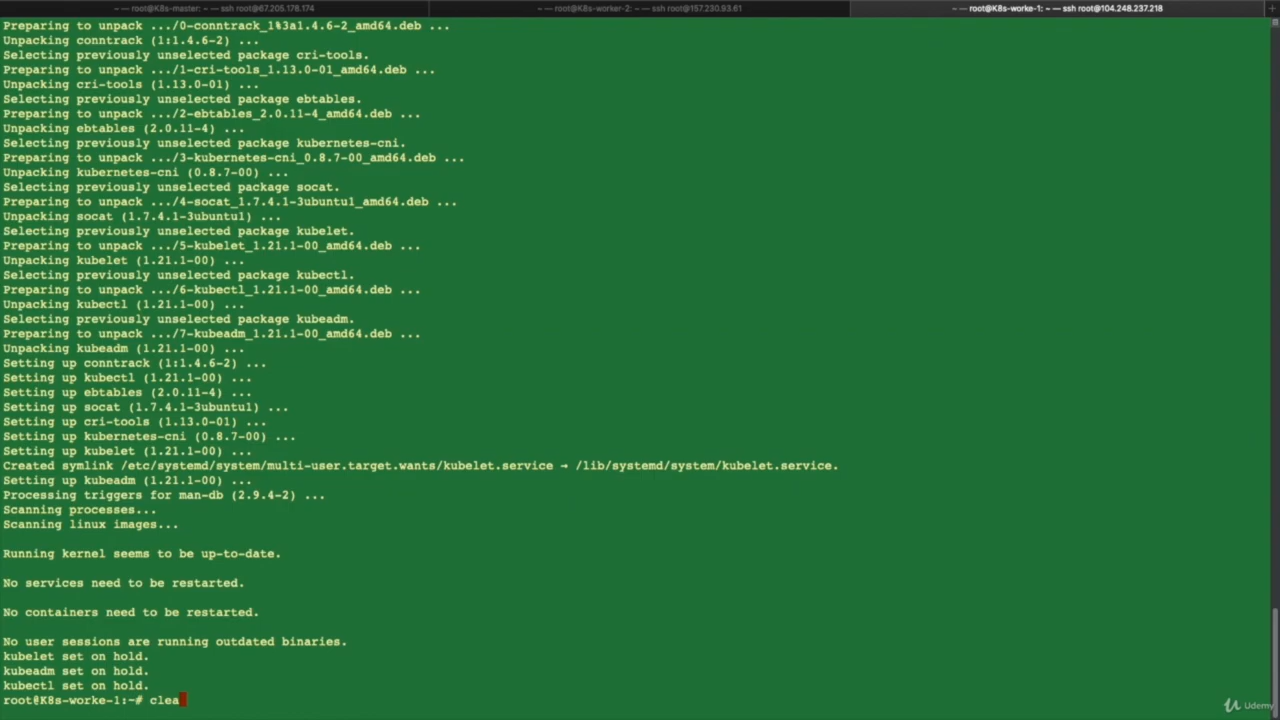 ~ — root@K8s-master: ~ — ssh root@67.205.178.174
~ — root@K8s-worker-2: ~ — ssh root@157.230.93.61
~ — root@K8s-worke-1: ~ — ssh root@104.248.237.218
Preparing to unpack .../0-conntrack_1%3a1.4.6-2_amd64.deb ...
Unpacking conntrack (1:1.4.6-2) ...
Selecting previously unselected package cri-tools.
Preparing to unpack .../1-cri-tools_1.13.0-01_amd64.deb ...
Unpacking cri-tools (1.13.0-01) ...
Selecting previously unselected package ebtables.
Preparing to unpack .../2-ebtables_2.0.11-4_amd64.deb ...
Unpacking ebtables (2.0.11-4) ...
Selecting previously unselected package kubernetes-cni.
Preparing to unpack .../3-kubernetes-cni_0.8.7-00_amd64.deb ...
Unpacking kubernetes-cni (0.8.7-00) ...
Selecting previously unselected package socat.
Preparing to unpack .../4-socat_1.7.4.1-3ubuntu1_amd64.deb ...
Unpacking socat (1.7.4.1-3ubuntu1) ...
Selecting previously unselected package kubelet.
Preparing to unpack .../5-kubelet_1.21.1-00_amd64.deb ...
Unpacking kubelet (1.21.1-00) ...
Selecting previously unselected package kubectl.
Preparing to unpack .../6-kubectl_1.21.1-00_amd64.deb ...
Unpacking kubectl (1.21.1-00) ...
Selecting previously unselected package kubeadm.
Preparing to unpack .../7-kubeadm_1.21.1-00_amd64.deb ...
Unpacking kubeadm (1.21.1-00) ...
Setting up conntrack (1:1.4.6-2) ...
Setting up kubectl (1.21.1-00) ...
Setting up ebtables (2.0.11-4) ...
Setting up socat (1.7.4.1-3ubuntu1) ...
Setting up cri-tools (1.13.0-01) ...
Setting up kubernetes-cni (0.8.7-00) ...
Setting up kubelet (1.21.1-00) ...
Created symlink /etc/systemd/system/multi-user.target.wants/kubelet.service → /lib/systemd/system/kubelet.service.
Setting up kubeadm (1.21.1-00) ...
Processing triggers for man-db (2.9.4-2) ...
Scanning processes...
Scanning linux images...
Running kernel seems to be up-to-date.
No services need to be restarted.
No containers need to be restarted.
No user sessions are running outdated binaries.
kubelet set on hold.
kubeadm set on hold.
kubectl set on hold.
root@K8s-worke-1:~# clea
Udemy